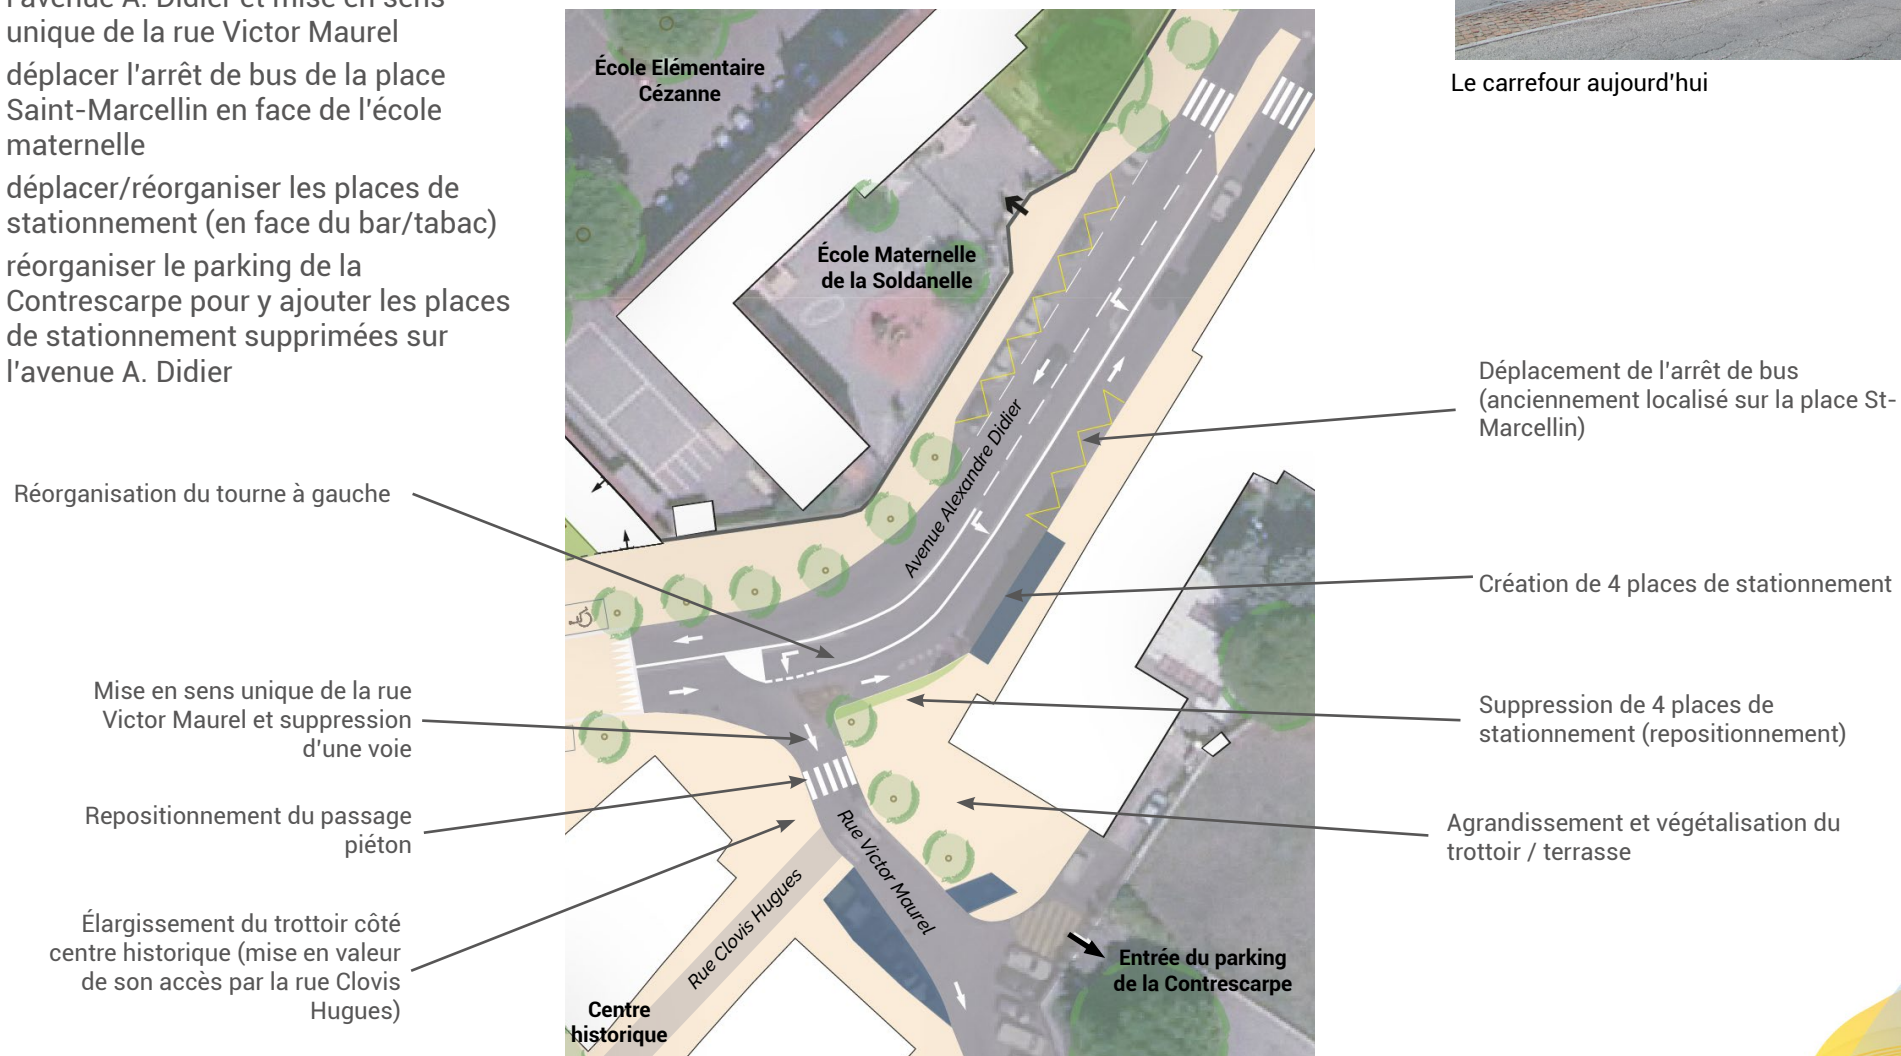 l'avenue A. Didier et mise en sens
unique de la rue Victor Maurel
déplacer l'arrêt de bus de la place
Saint-Marcellin en face de l'école
maternelle
déplacer/réorganiser les places de
stationnement (en face du bar/tabac)
réorganiser le parking de la
Contrescarpe pour y ajouter les places
de stationnement supprimées sur
l'avenue A. Didier
Réorganisation du tourne à gauche
Mise en sens unique de la rue
Victor Maurel et suppression
d'une voie
Repositionnement du passage
piéton
Élargissement du trottoir côté
centre historique (mise en valeur
de son accès par la rue Clovis
Hugues)
École Elémentaire
Cézanne
École Maternelle
de la Soldanelle
Avenue Alexandre Didier
Rue Victor Maurel
Rue Clovis Hugues
Centre
historique
Entrée du parking
de la Contrescarpe
Le carrefour aujourd'hui
Déplacement de l'arrêt de bus
(anciennement localisé sur la place St-
Marcellin)
Création de 4 places de stationnement
Suppression de 4 places de
stationnement (repositionnement)
Agrandissement et végétalisation du
trottoir / terrasse